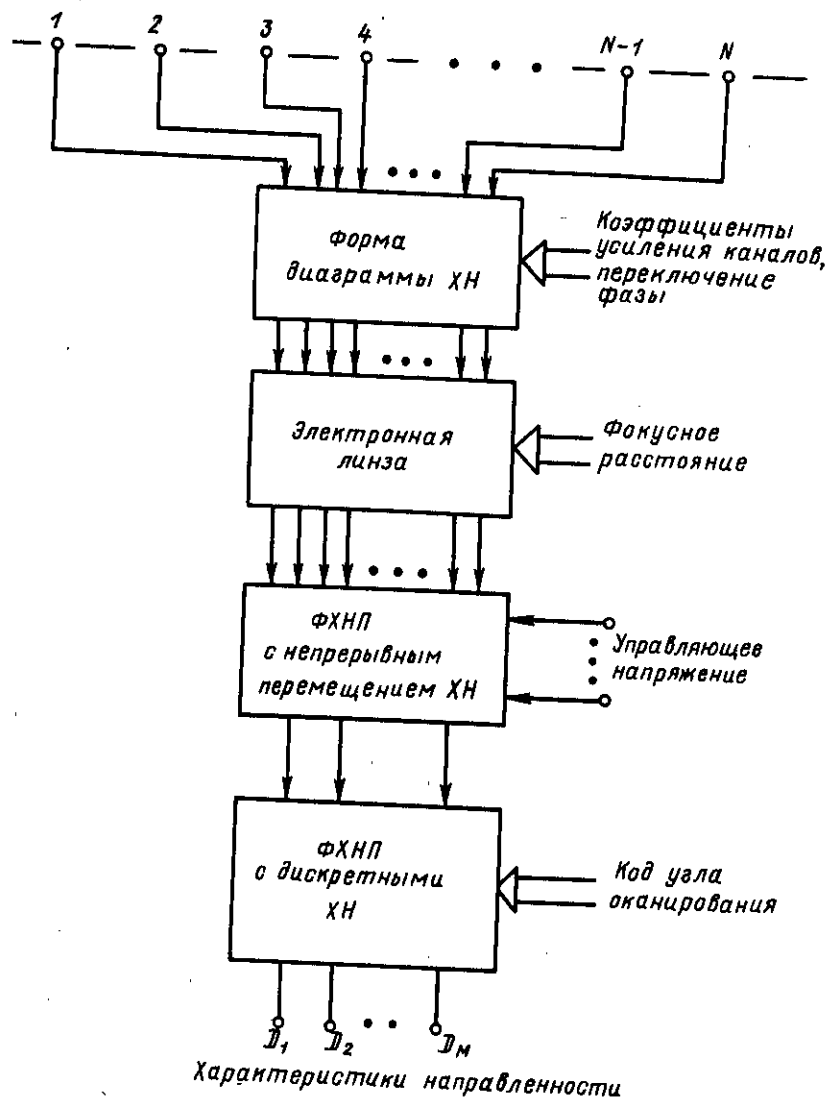 1 2 3 4 N-1 N
Форма
диаграммы ХН
Коэффициенты
усиления каналов,
переключение
фазы
Электронная
линза
Фокусное
расстояние
ФХНП
с непрерывным
перемещением ХН
Управляющее
напряжение
ФХНП
с дискретными
ХН
Код угла
оканирования
D1 D2 DM
Характеристики направленности